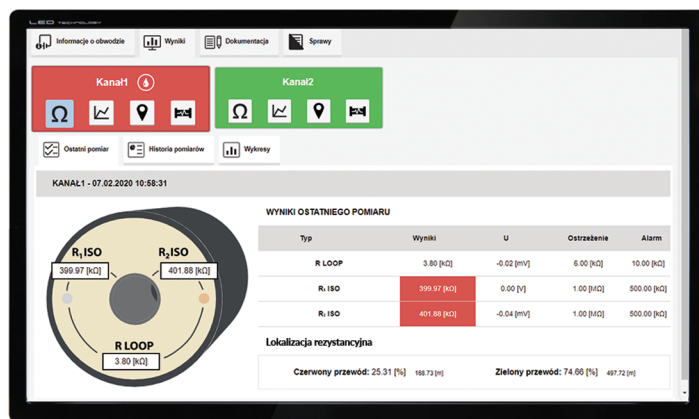 LED TECHNOLOGY
Informacje o obwodzie Wyniki Dokumentacja Sprawy
Kanał1 Kanał2
Ω Ω
Ostatni pomiar Historia pomiarów Wykresy
KANAŁ1 - 07.02.2020 10:58:31
WYNIKI OSTATNIEGO POMIARU
Typ Wyniki U Ostrzeżenie Alarm
R LOOP 3.80 [kΩ] -0.02 [mV] 6.00 [kΩ] 10.00 [kΩ]
R₁ ISO 399.97 [kΩ] 0.00 [V] 1.00 [MΩ] 500.00 [kΩ]
R₂ ISO 401.88 [kΩ] -0.04 [mV] 1.00 [MΩ] 500.00 [kΩ]
R₁ISO R₂ISO
399.97 [kΩ] 401.88 [kΩ]
R LOOP
3.80 [kΩ]
Lokalizacja rezystancyjna
Czerwony przewód: 25.31 [%] 168.73 [m] Zielony przewód: 74.66 [%] 497.72 [m]